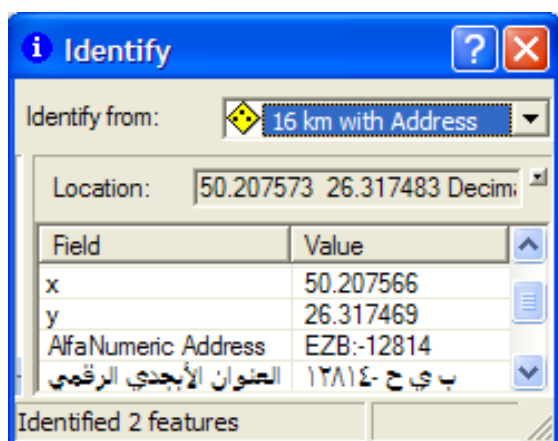 Identify
Identify from: 16 km with Address
Location: 50.207573 26.317483 Decima
Field Value
x 50.207566
y 26.317469
AlfaNumeric Address EZB:-12814
العنوان الأبجدي الرقمي ب ي ح -١٢٨١٤
Identified 2 features